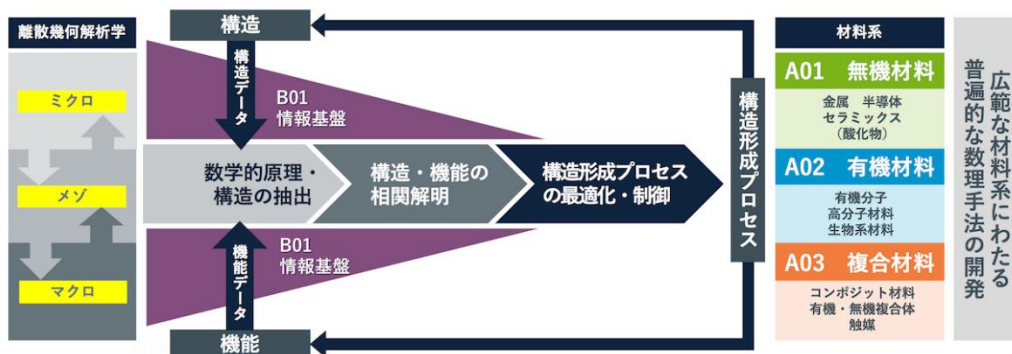 離散幾何解析学
ミクロ
メゾ
マクロ
構造
構造データ
B01
情報基盤
数学的原理・
構造の抽出
構造・機能の
相関解明
構造形成プロセス
の最適化・制御
B01
情報基盤
機能データ
機能
構造形成プロセス
材料系
A01 無機材料
金属 半導体
セラミックス
(酸化物)
A02 有機材料
有機分子
高分子材料
生物系材料
A03 複合材料
コンポジット材料
有機・無機複合体
触媒
広範な材料系にわたる
普遍的な数理手法の開発